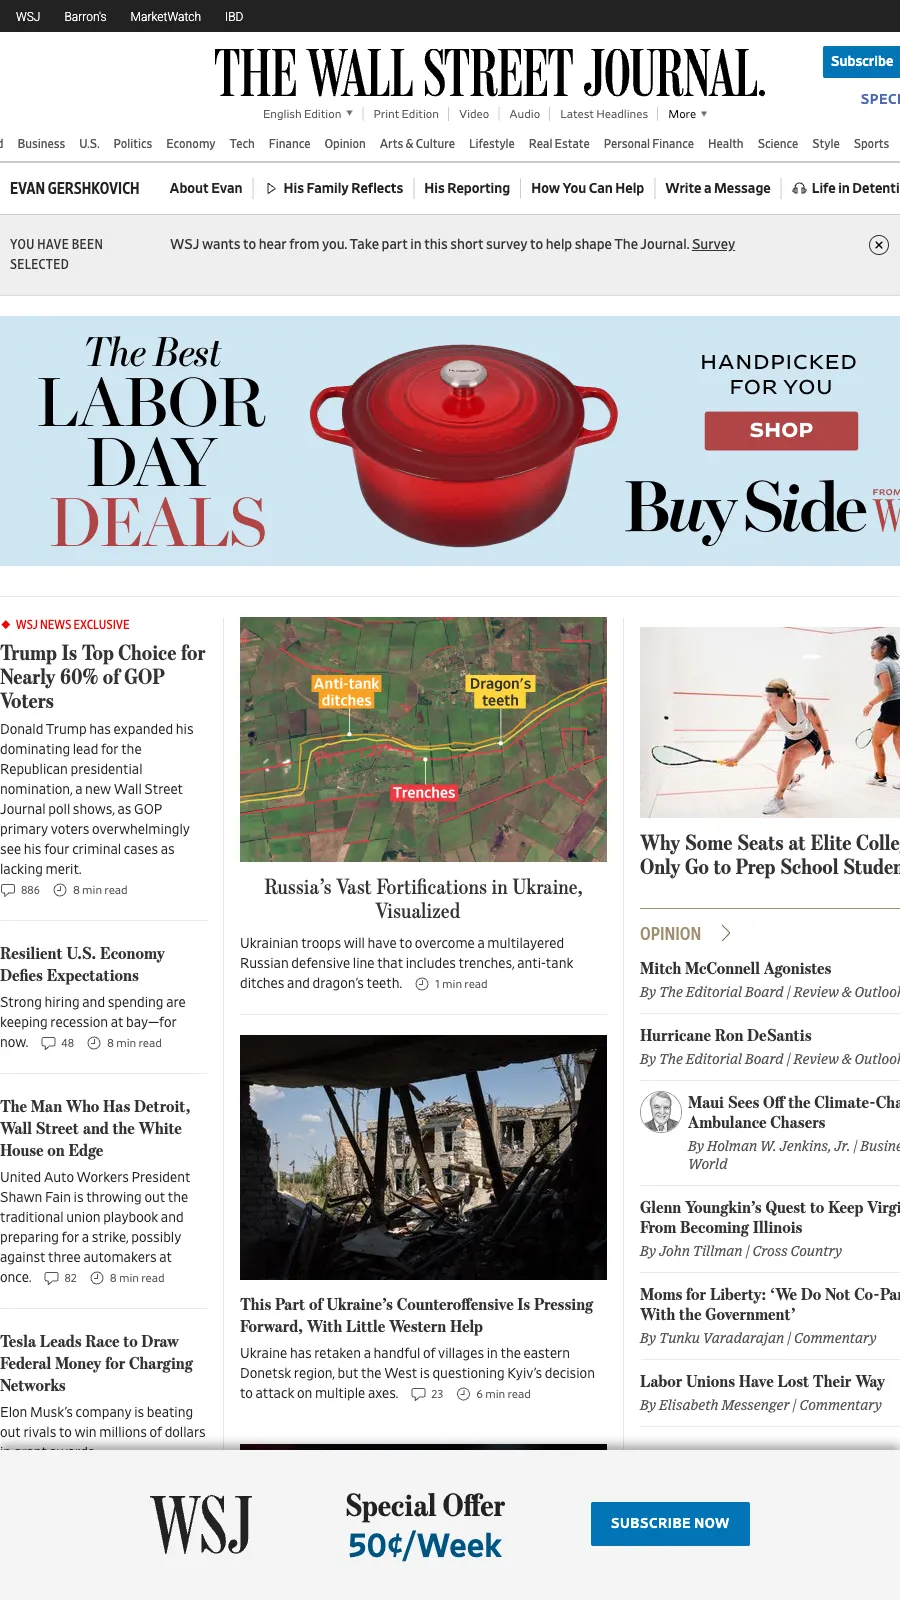 WSJ Barron's MarketWatch IBD
THE WALL STREET JOURNAL.
Subscribe
English Edition Print Edition Video Audio Latest Headlines More
Business U.S. Politics Economy Tech Finance Opinion Arts & Culture Lifestyle Real Estate Personal Finance Health Science Style Sports
EVAN GERSHKOVICH About Evan His Family Reflects His Reporting How You Can Help Write a Message Life in
YOU HAVE BEEN
SELECTED
WSJ wants to hear from you. Take part in this short survey to help shape The Journal. Survey
The Best
LABOR
DAY
DEALS
HANDPICKED
FOR YOU
SHOP
Buy Side
FROM
WSJ NEWS EXCLUSIVE
Trump Is Top Choice for
Nearly 60% of GOP
Voters
Donald Trump has expanded his
dominating lead for the
Republican presidential
nomination, a new Wall Street
Journal poll shows, as GOP
primary voters overwhelmingly
see his four criminal cases as
lacking merit.
886 8 min read
Resilient U.S. Economy
Defies Expectations
Strong hiring and spending are
keeping recession at bay—for
now. 48 8 min read
The Man Who Has Detroit,
Wall Street and the White
House on Edge
United Auto Workers President
Shawn Fain is throwing out the
traditional union playbook and
preparing for a strike, possibly
against three automakers at
once. 82 8 min read
Tesla Leads Race to Draw
Federal Money for Charging
Networks
Elon Musk's company is beating
out rivals to win millions of dollars
Anti-tank
ditches
Dragon's
teeth
Trenches
Russia's Vast Fortifications in Ukraine,
Visualized
Ukrainian troops will have to overcome a multilayered
Russian defensive line that includes trenches, anti-tank
ditches and dragon's teeth. 1 min read
This Part of Ukraine's Counteroffensive Is Pressing
Forward, With Little Western Help
Ukraine has retaken a handful of villages in the eastern
Donetsk region, but the West is questioning Kyiv's decision
to attack on multiple axes. 23 6 min read
Why Some Seats at Elite
Only Go to Prep School
OPINION
Mitch McConnell Agonistes
By The Editorial Board | Review &
Hurricane Ron DeSantis
By The Editorial Board | Review &
Maui Sees Off the
Ambulance Chasers
By Holman W. Jenkins, Jr. |
World
Glenn Youngkin's Quest to Keep
From Becoming Illinois
By John Tillman | Cross Country
Moms for Liberty: 'We Do Not
With the Government'
By Tunku Varadarajan | Commentary
Labor Unions Have Lost Their Way
By Elisabeth Messenger | Commentary
WSJ
Special Offer
50¢/Week
SUBSCRIBE NOW